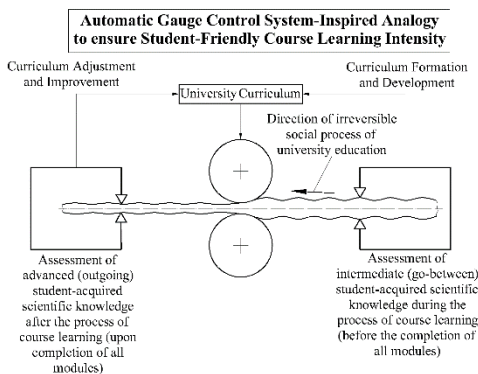 Automatic Gauge Control System-Inspired Analogy
to ensure Student-Friendly Course Learning Intensity
Curriculum Adjustment
and Improvement
University Curriculum
Curriculum Formation
and Development
Direction of irreversible
social process of
university education
Assessment of
advanced (outgoing)
student-acquired
scientific knowledge
after the process of
course learning (upon
completion of all
modules)
Assessment of
intermediate (go-between)
student-acquired scientific
knowledge during the
process of course learning
(before the completion of
all modules)